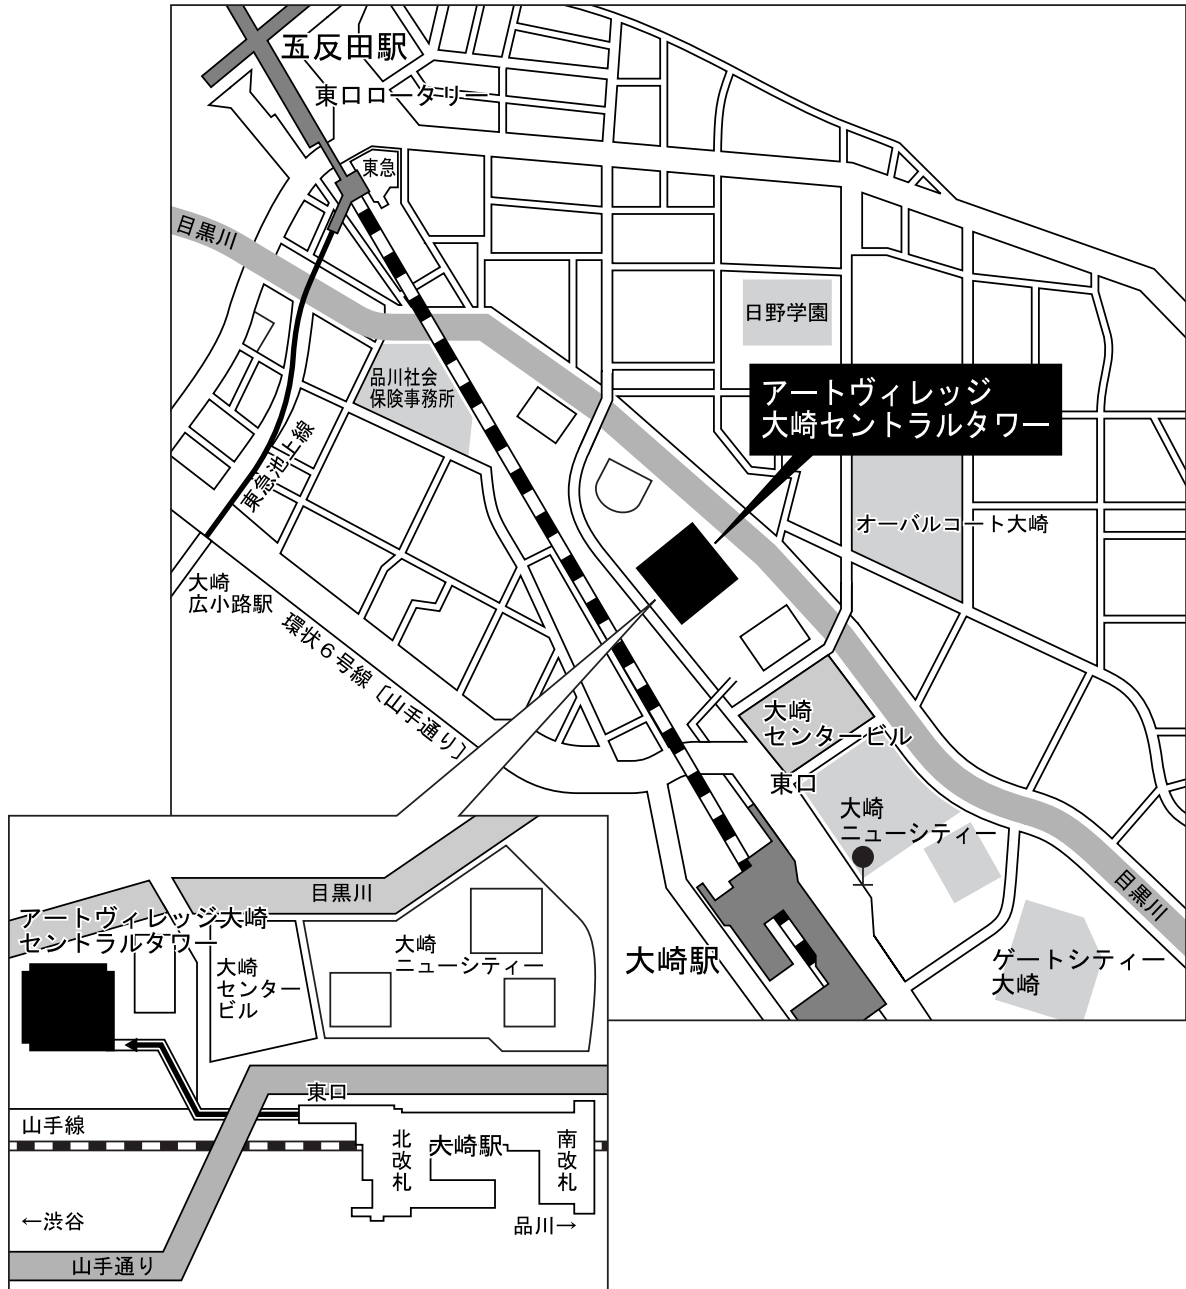 五反田駅
東口ロータリー
東急
目黒川
日野学園
品川社会
保険事務所
アートヴィレッジ
大崎セントラルタワー
東急池上線
オーバルコート大崎
大崎
広小路駅
環状6号線〔山手通り〕
大崎
センタービル
東口
大崎
ニューシティー
目黒川
大崎駅
ゲートシティー
大崎
目黒川
アートヴィレッジ大崎
セントラルタワー
大崎
センター
ビル
大崎
ニューシティー
東口
山手線
北改札
大崎駅
南改札
←渋谷
品川→
山手通り